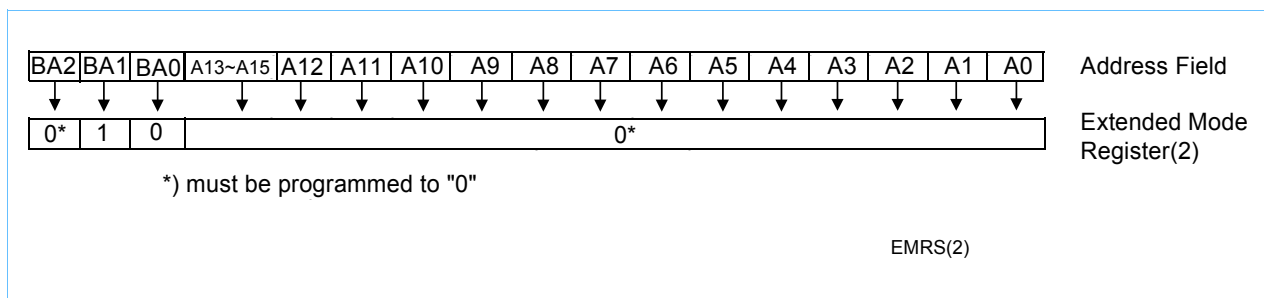 BA2 BA1 BA0 A13~A15 A12 A11 A10 A9 A8 A7 A6 A5 A4 A3 A2 A1 A0 Address Field
0* 1 0 0* Extended Mode
Register(2)
*) must be programmed to "0"
EMRS(2)